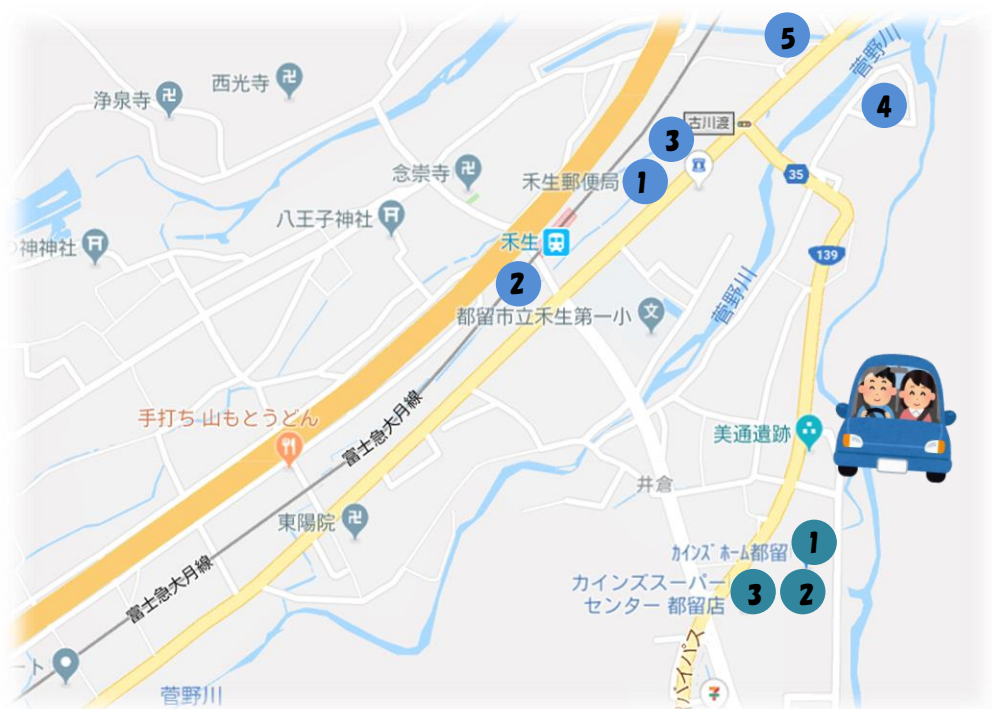 5
菅野川
西光寺
浄泉寺
4
古川渡
3
念崇寺
禾生郵便局
1
35
八王子神社
禾生
神神社
139
2
菅野川
都留市立禾生第一小
文
手打ち 山もとうどん
富士急大月線
美通遺跡
井倉
東陽院
カインズホーム都留
1
カインズスーパー
センター 都留店
3
2
富士急大月線
バイパス
ート
菅野川
7